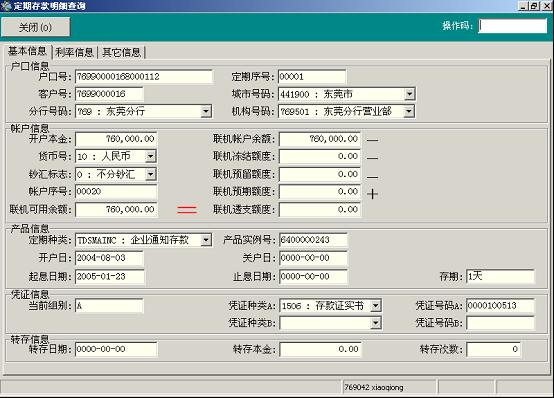 定期存款明细查询
关闭(o)
操作码:
基本信息 利率信息 其它信息
户口信息
户口号: 76990000168000112 定期序号: 00001
客户号: 7699000016 城市号码: 441900 : 东莞市
分行号码: 769 : 东莞分行 机构号码: 769501 : 东莞分行营业部
帐户信息
开户本金: 760,000.00 联机帐户余额: 760,000.00 —
货币号: 10 : 人民币 联机冻结额度: 0.00 —
钞汇标志: 0 : 不分钞汇 联机预留额度: 0.00 —
帐户序号: 00020 联机预期额度: 0.00 +
联机可用余额: 760,000.00 = 联机透支额度: 0.00
产品信息
定期种类: TDSMAINC : 企业通知存款 产品实例号: 6400000243
开户日: 2004-08-03 关户日: 0000-00-00
起息日期: 2005-01-23 止息日期: 0000-00-00 存期: 1天
凭证信息
当前组别: A 凭证种类A: 1506 : 存款证实书 凭证号码A: 0000100513
凭证种类B: 凭证号码B:
转存信息
转存日期: 0000-00-00 转存本金: 0.00 转存次数: 0
769042 xiaoqiong